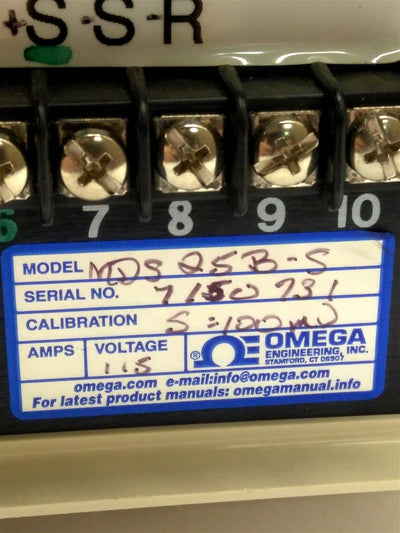 +S-S-R
6 7 8 9 10
MODEL MDS 25B-S
SERIAL NO. 7150731
CALIBRATION S-100mV
AMPS VOLTAGE
115
® OMEGA
ENGINEERING, INC.
STAMFORD, CT 06907
omega.com e-mail:info@omega.com
For latest product manuals: omegamanual.info